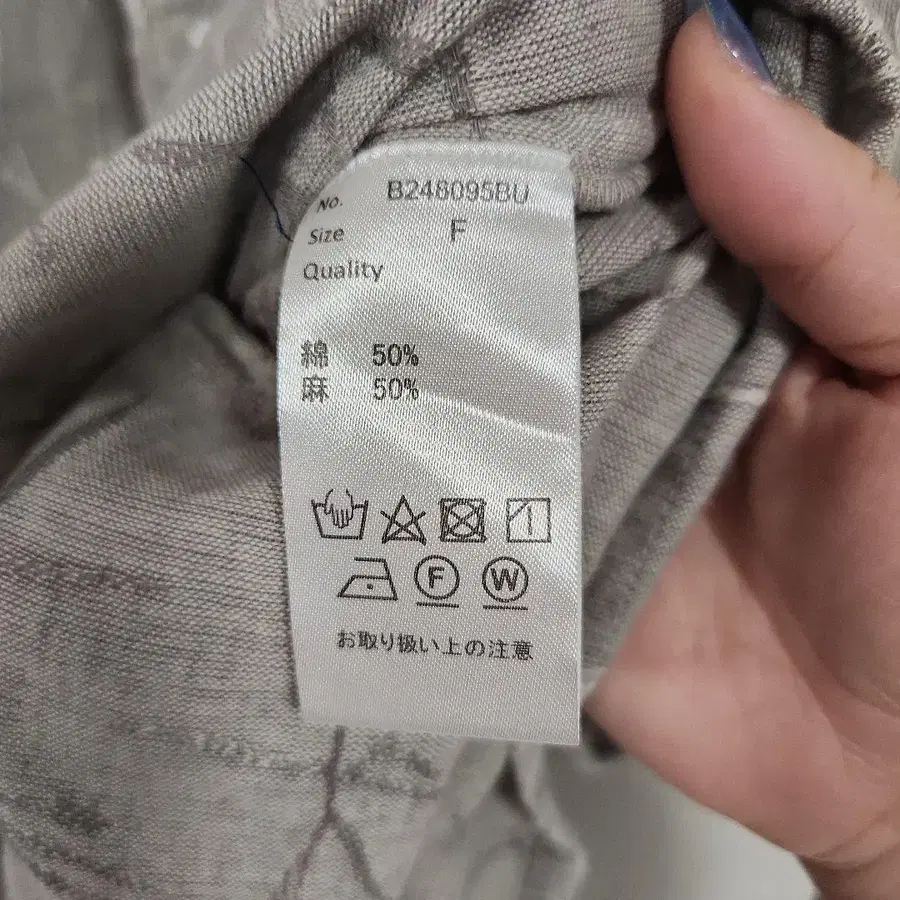 No. B248095BU
Size F
Quality
綿 50%
麻 50%
F W
お取り扱い上の注意